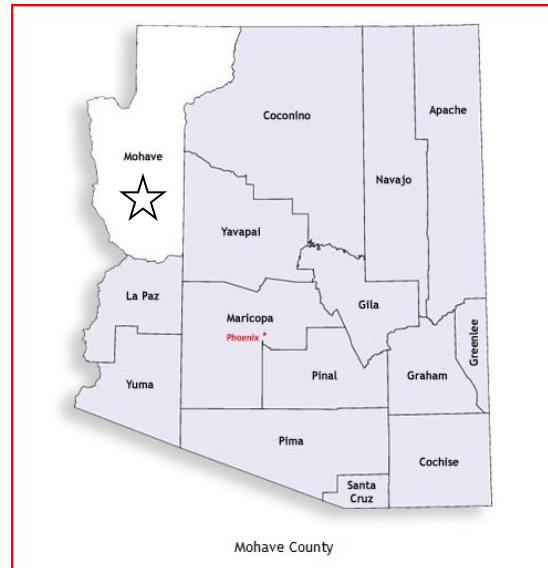 Coconino
Apache
Mohave
Navajo
Yavapai
La Paz
Maricopa
Gila
Phoenix *
Greenlee
Yuma
Pinal
Graham
Pima
Cochise
Santa
Cruz
Mohave County